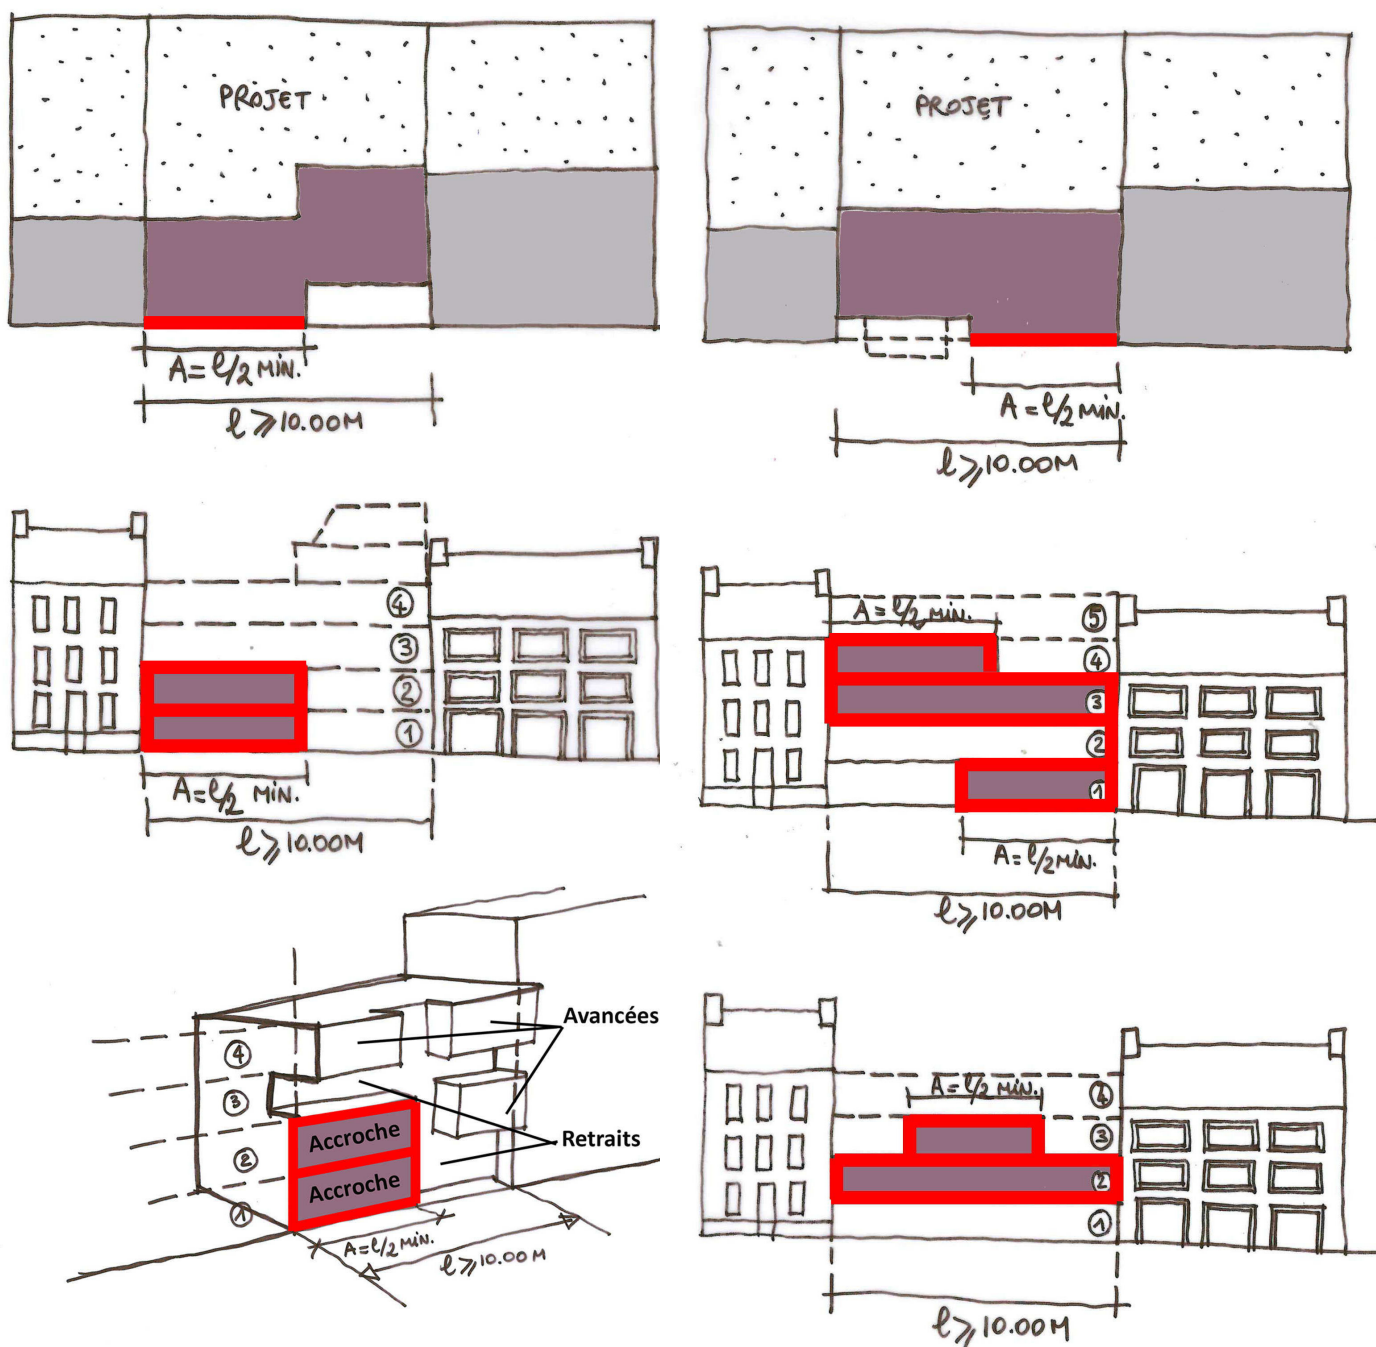 PROJET
A = ℓ/2 MIN.
ℓ ⩾ 10.00M
PROJET
A = ℓ/2 MIN.
ℓ ⩾ 10.00M
④
③
②
①
A = ℓ/2 MIN.
ℓ ⩾ 10.00M
A = ℓ/2 MIN.
⑤
④
③
②
①
A = ℓ/2 MIN.
ℓ ⩾ 10.00M
Avancées
④
③
Accroche
Retraits
②
Accroche
①
A = ℓ/2 MIN.
ℓ ⩾ 10.00 M
A = ℓ/2 MIN.
④
③
②
①
ℓ ⩾ 10.00M